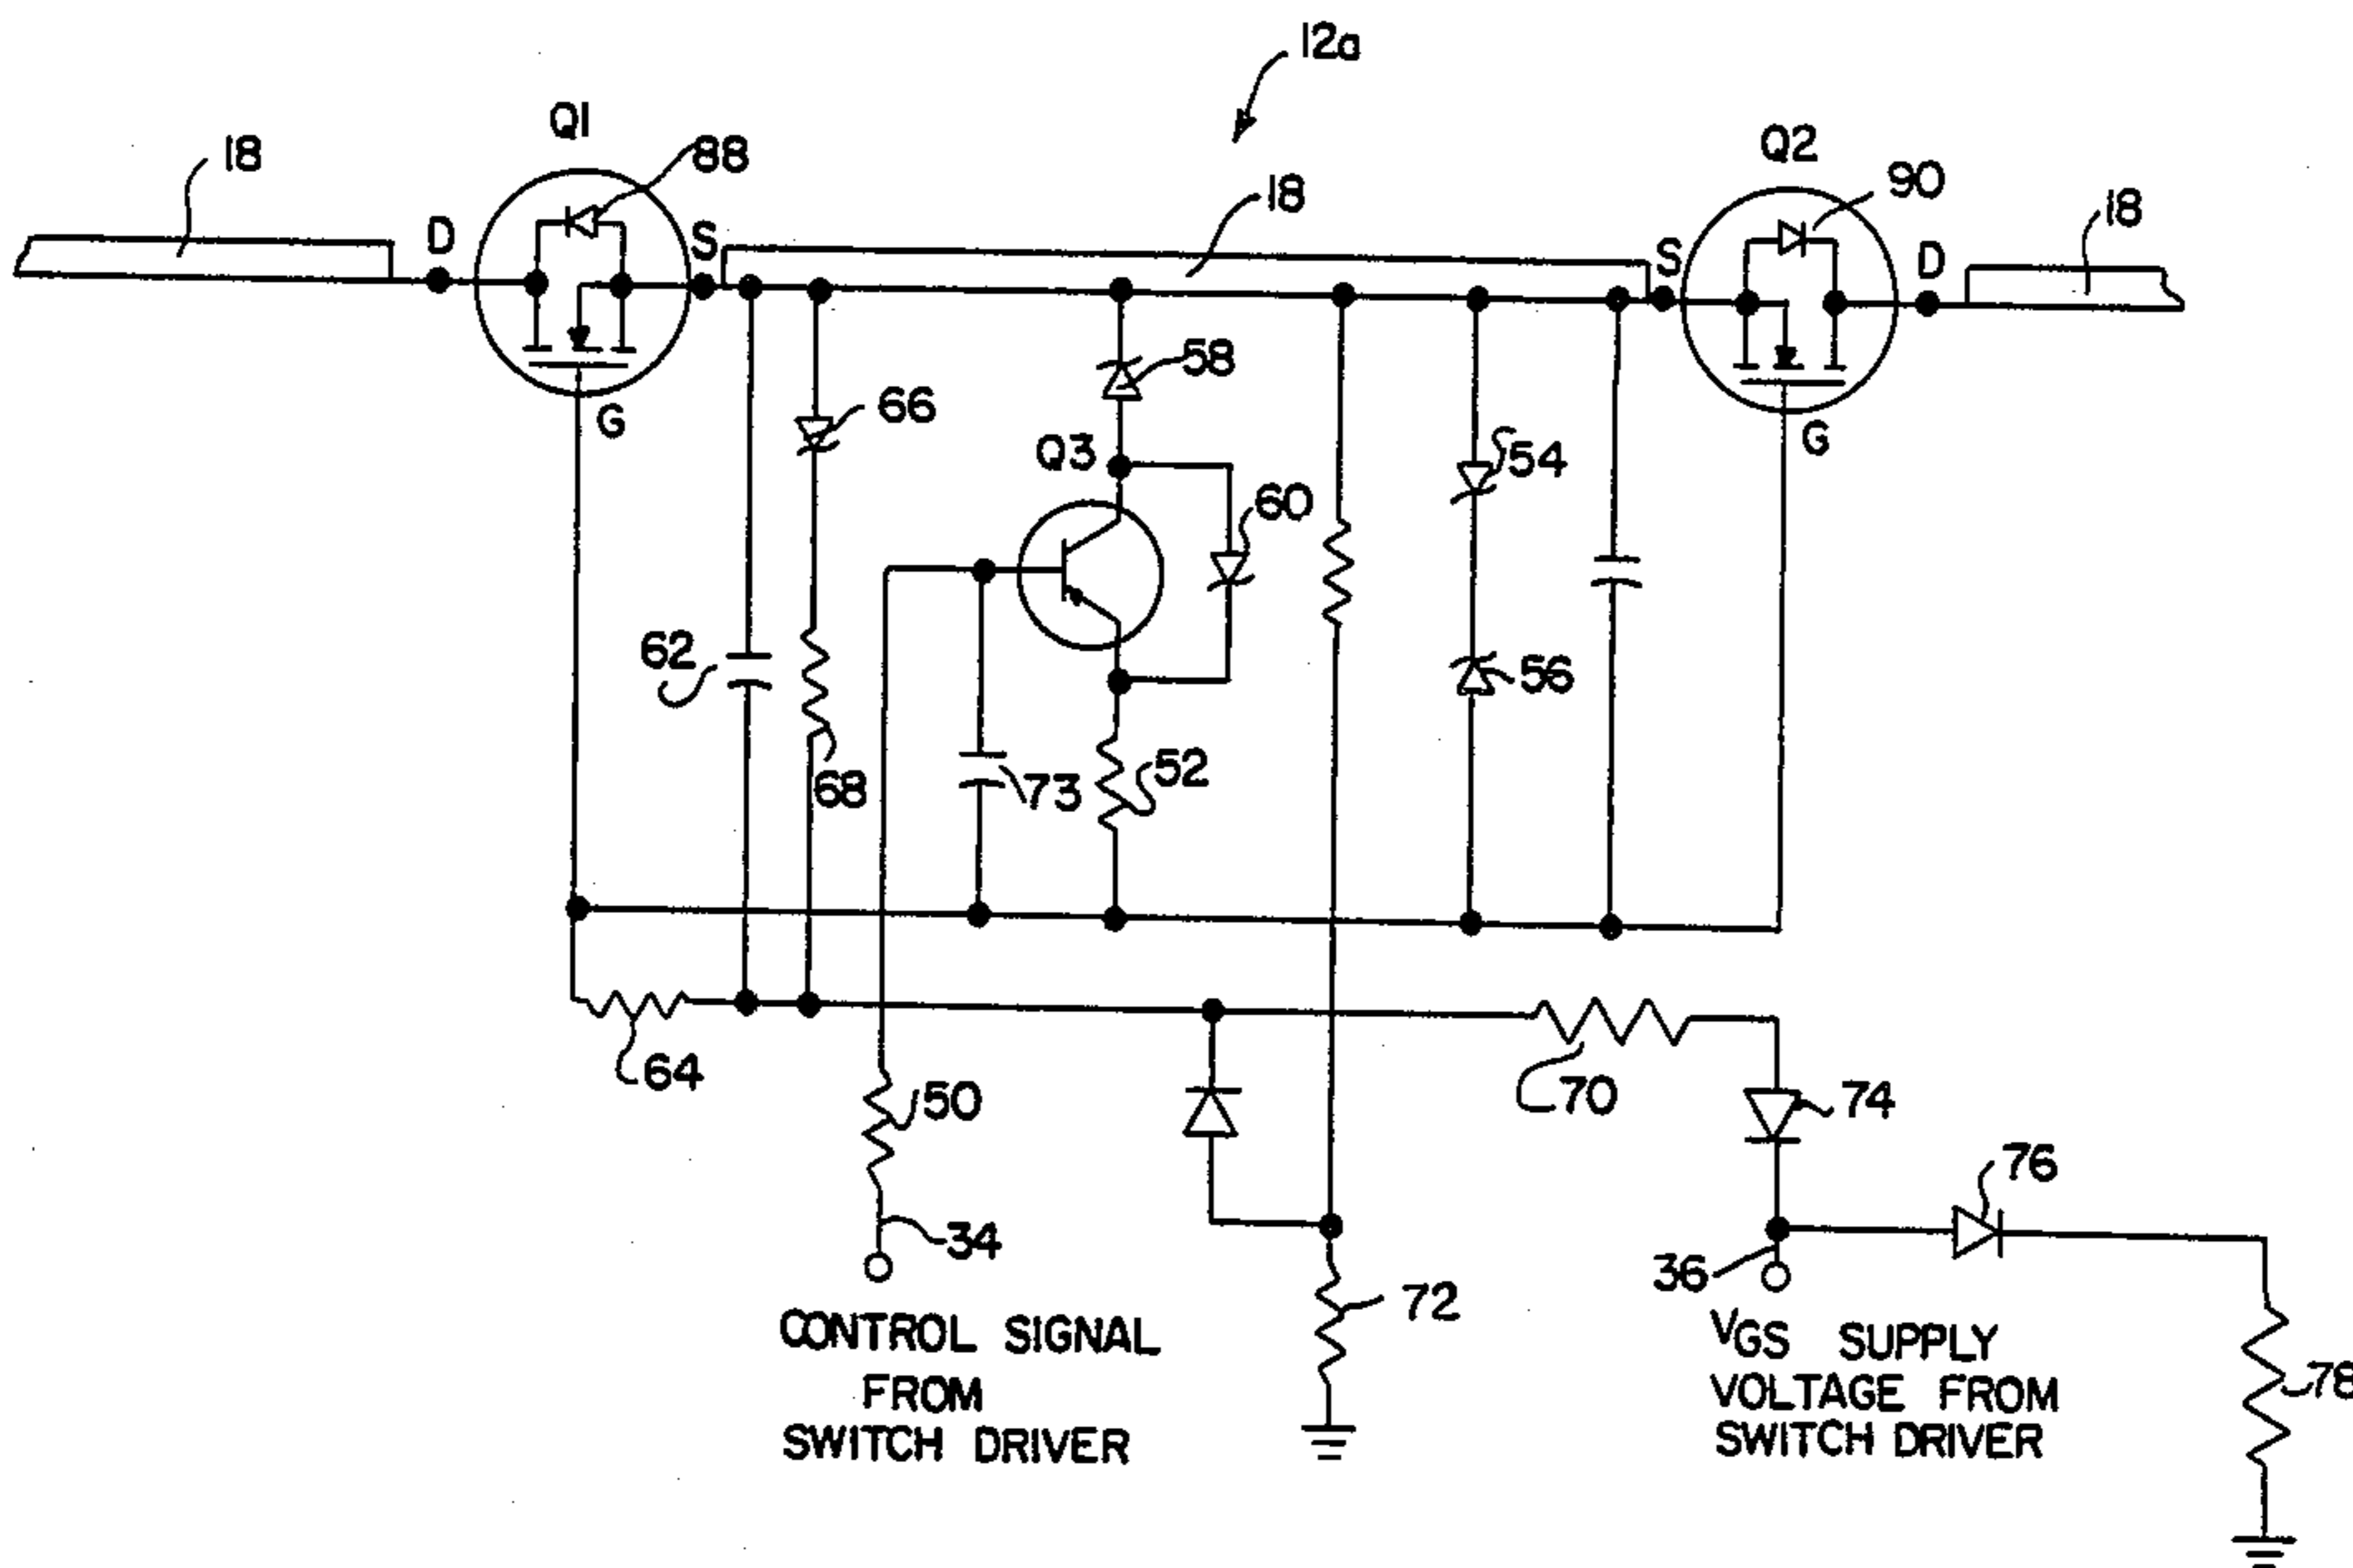 12a
Q1
88
18
D
S
G
18
Q2
90
S
D
18
G
66
58
Q3
54
60
62
56
68
73
52
64
50
70
74
34
76
36
72
78
CONTROL SIGNAL
FROM
SWITCH DRIVER
VGS SUPPLY
VOLTAGE FROM
SWITCH DRIVER